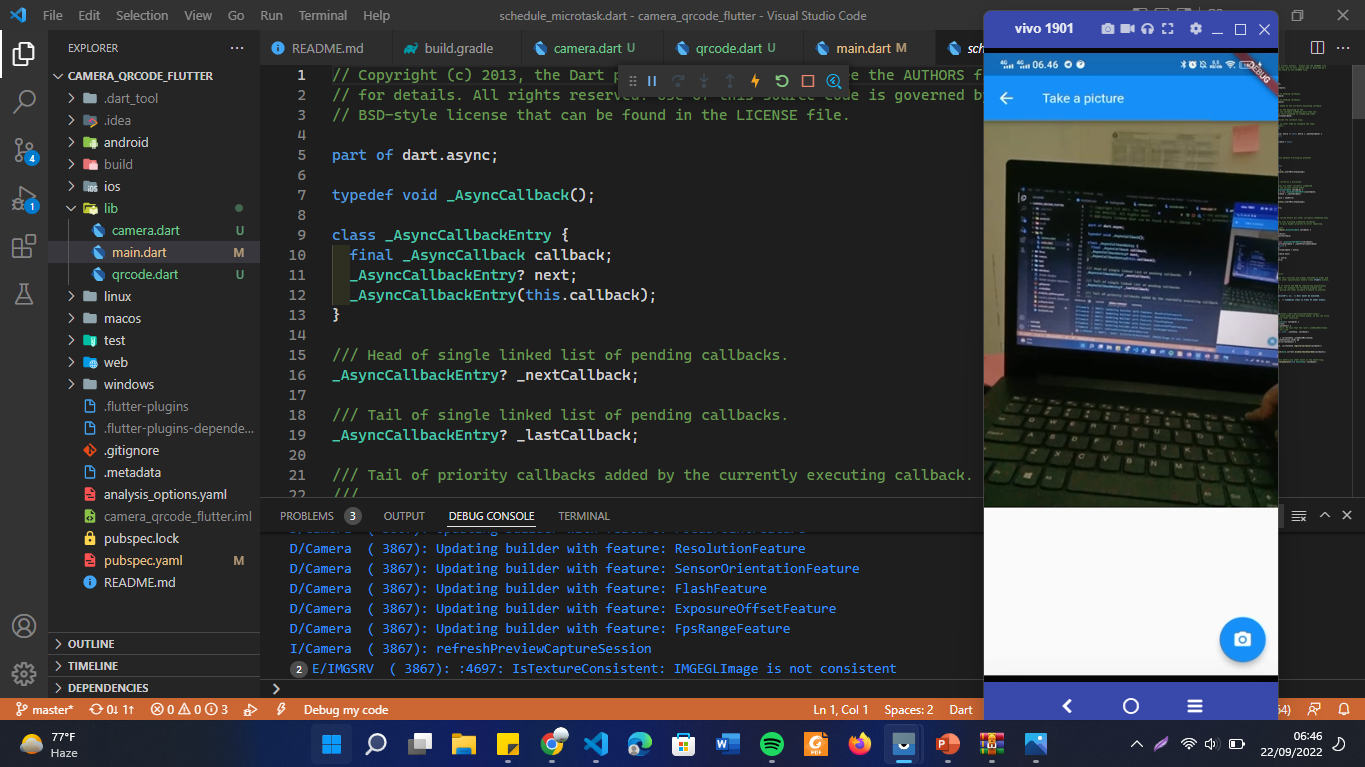 File Edit Selection View Go Run Terminal Help
schedule_microtask.dart - camera_qrcode_flutter - Visual Studio Code
EXPLORER
CAMERA_QRCODE_FLUTTER
.dart_tool
.idea
android
build
ios
lib
camera.dart U
main.dart M
qrcode.dart U
linux
macos
test
web
windows
.flutter-plugins
.flutter-plugins-depende...
.gitignore
.metadata
analysis_options.yaml
camera_qrcode_flutter.iml
pubspec.lock
pubspec.yaml M
README.md
OUTLINE
TIMELINE
DEPENDENCIES
4
1
README.md build.gradle camera.dart U qrcode.dart U main.dart M
1 // Copyright (c) 2013, the Dart p e the AUTHORS f
2 // for details. All rights reserved. Use of this source code is governed b
3 // BSD-style license that can be found in the LICENSE file.
4
5 part of dart.async;
6
7 typedef void _AsyncCallback();
8
9 class _AsyncCallbackEntry {
10 final _AsyncCallback callback;
11 _AsyncCallbackEntry? next;
12 _AsyncCallbackEntry(this.callback);
13 }
14
15 /// Head of single linked list of pending callbacks.
16 _AsyncCallbackEntry? _nextCallback;
17
18 /// Tail of single linked list of pending callbacks.
19 _AsyncCallbackEntry? _lastCallback;
20
21 /// Tail of priority callbacks added by the currently executing callback.
22 ///
PROBLEMS 3 OUTPUT DEBUG CONSOLE TERMINAL
D/Camera ( 3867): Updating builder with feature: ResolutionFeature
D/Camera ( 3867): Updating builder with feature: SensorOrientationFeature
D/Camera ( 3867): Updating builder with feature: FlashFeature
D/Camera ( 3867): Updating builder with feature: ExposureOffsetFeature
D/Camera ( 3867): Updating builder with feature: FpsRangeFeature
I/Camera ( 3867): refreshPreviewCaptureSession
2 E/IMGSRV ( 3867): :4697: IsTextureConsistent: IMGEGLImage is not consistent
vivo 1901
4G 4G 06.46
DEBUG
Take a picture
master* 0↓ 1↑ 0 0 3 Debug my code
Ln 1, Col 1 Spaces: 2 Dart
64)
77°F
Haze
06:46
22/09/2022